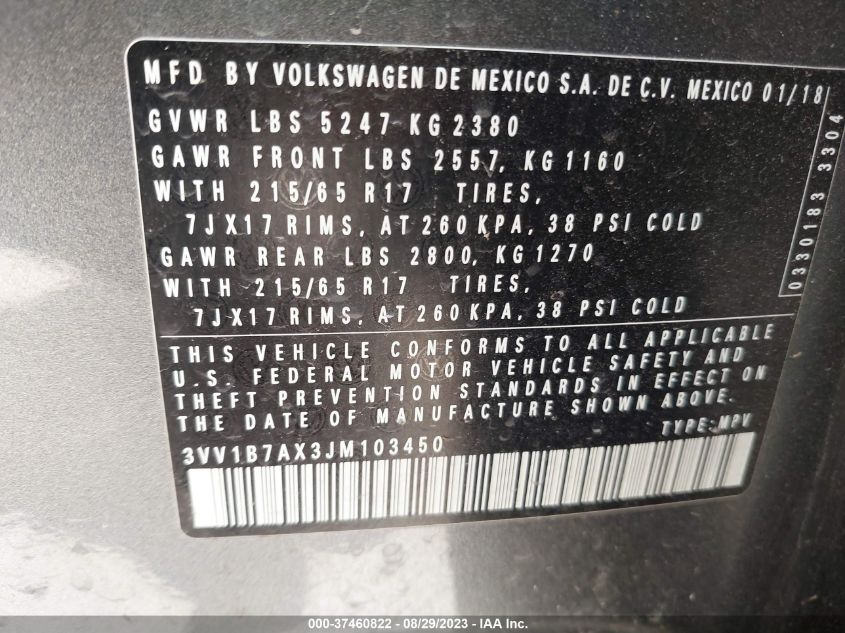 MFD BY VOLKSWAGEN DE MEXICO S.A. DE C.V. MEXICO 01/18
GVWR LBS 5247 KG 2380
GAWR FRONT LBS 2557, KG 1160
WITH 215/65 R17 TIRES,
7JX17 RIMS, AT 260 KPA, 38 PSI COLD
GAWR REAR LBS 2800, KG 1270
WITH 215/65 R17 TIRES,
7JX17 RIMS, AT 260 KPA, 38 PSI COLD
0330183 3304
THIS VEHICLE CONFORMS TO ALL APPLICABLE
U.S. FEDERAL MOTOR VEHICLE SAFETY AND
THEFT PREVENTION STANDARDS IN EFFECT ON
THE DATE OF MANUFACTURE SHOWN ABOVE.
TYPE: MPV
3VV1B7AX3JM103450
000-37460822 - 08/29/2023 - IAA Inc.